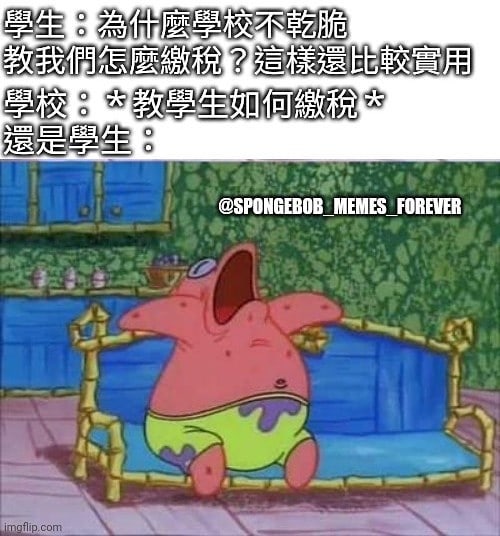 學生：為什麼學校不乾脆
教我們怎麼繳稅？這樣還比較實用
學校：＊教學生如何繳稅＊
還是學生：
@SPONGEBOB_MEMES_FOREVER
imgflip.com